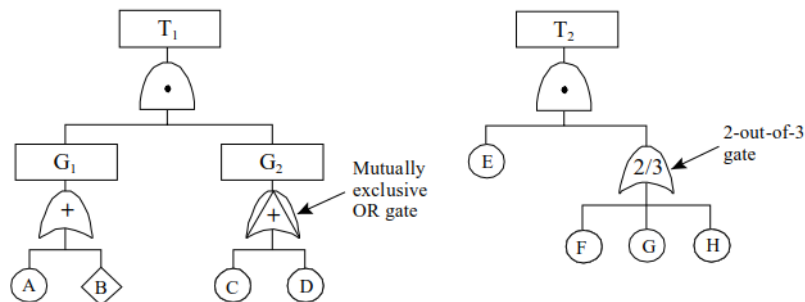 T1
T2
•
•
G1
G2
Mutually
exclusive
OR gate
+
+
A
B
C
D
E
2-out-of-3
gate
2/3
F
G
H